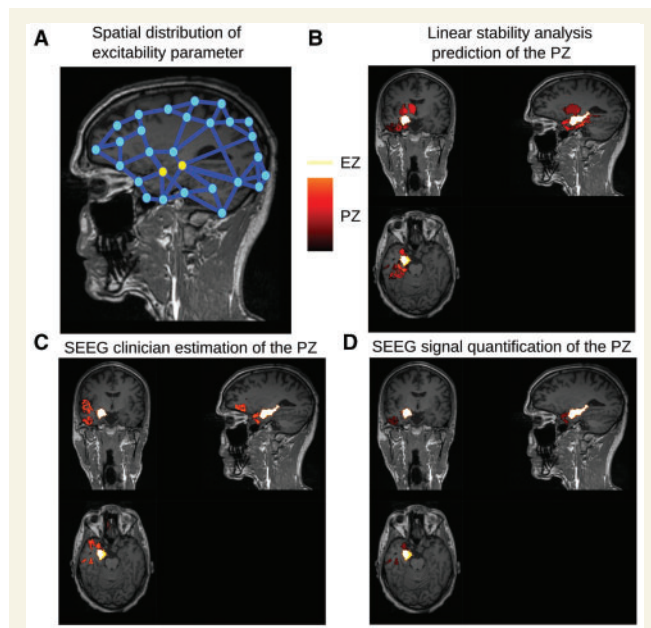 A
Spatial distribution of
excitability parameter
B
Linear stability analysis
prediction of the PZ
EZ
PZ
C
SEEG clinician estimation of the PZ
D
SEEG signal quantification of the PZ